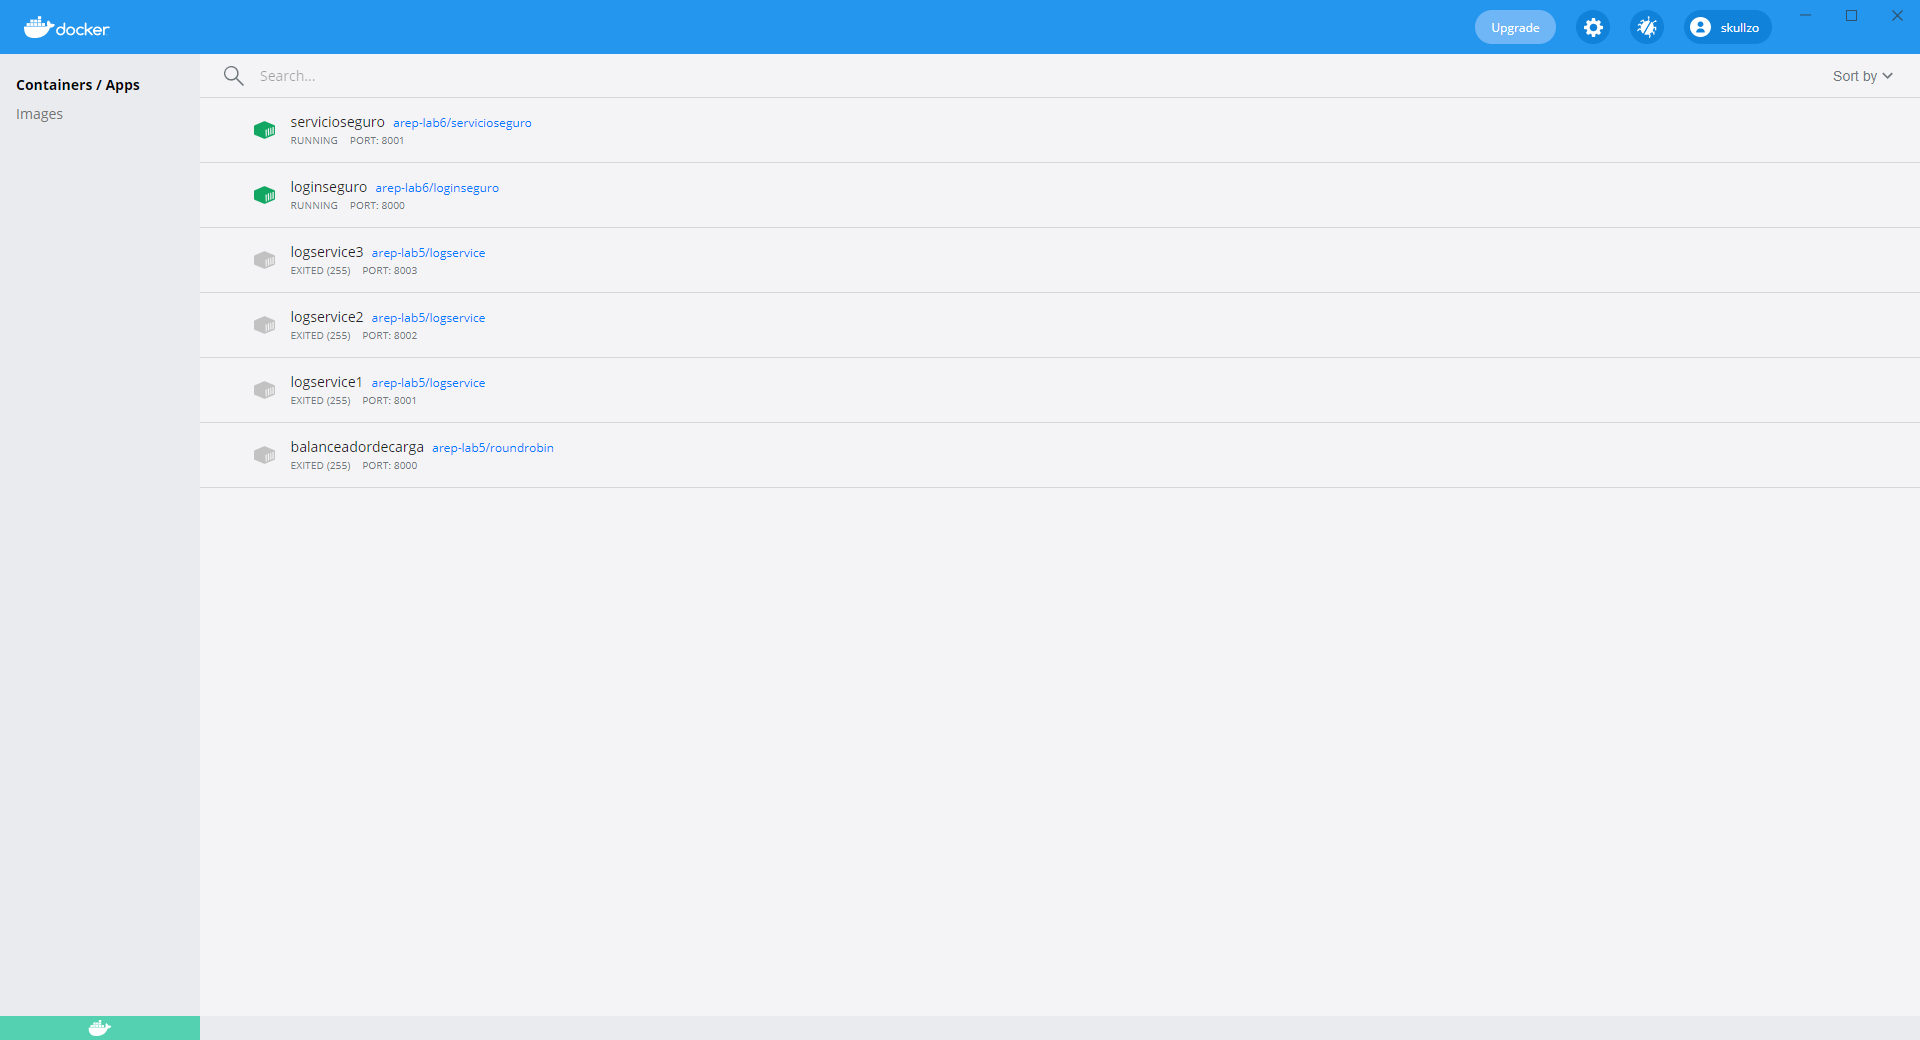 docker
Upgrade
skullzo
Containers / Apps
Images
Search...
Sort by
servicioseguro arep-lab6/servicioseguro
RUNNING PORT: 8001
loginseguro arep-lab6/loginseguro
RUNNING PORT: 8000
logservice3 arep-lab5/logservice
EXITED (255) PORT: 8003
logservice2 arep-lab5/logservice
EXITED (255) PORT: 8002
logservice1 arep-lab5/logservice
EXITED (255) PORT: 8001
balanceadordecarga arep-lab5/roundrobin
EXITED (255) PORT: 8000